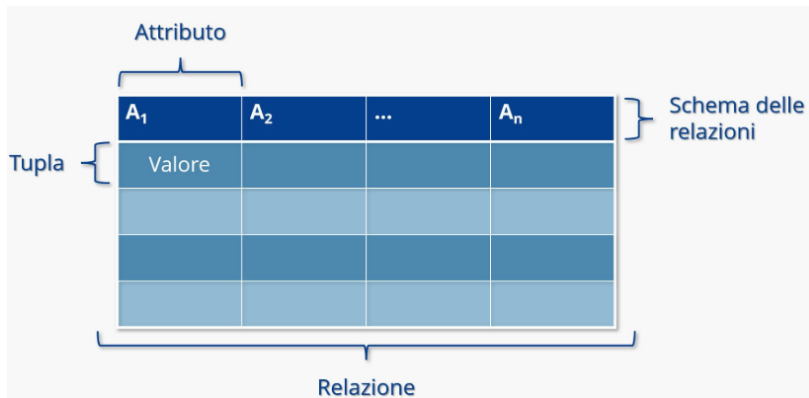 Attributo
A₁ A₂ ... Aₙ
Schema delle
relazioni
Tupla
Valore
Relazione